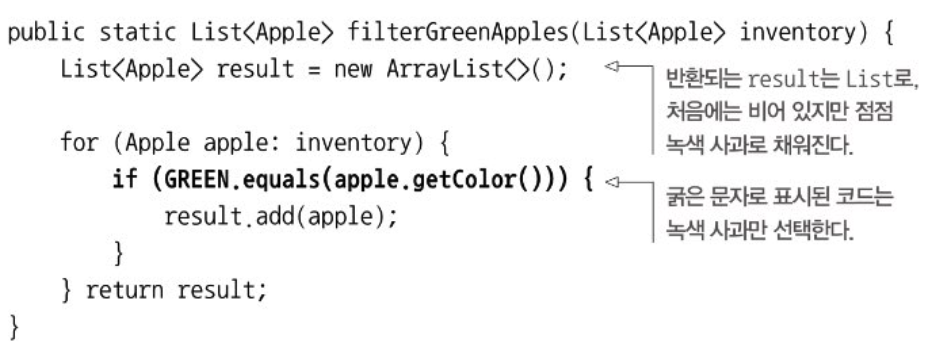 public static List<Apple> filterGreenApples(List<Apple> inventory) {
List<Apple> result = new ArrayList<>();
반환되는 result는 List로,
처음에는 비어 있지만 점점
녹색 사과로 채워진다.
for (Apple apple: inventory) {
if (GREEN.equals(apple.getColor())) {
굵은 문자로 표시된 코드는
녹색 사과만 선택한다.
result.add(apple);
}
} return result;
}